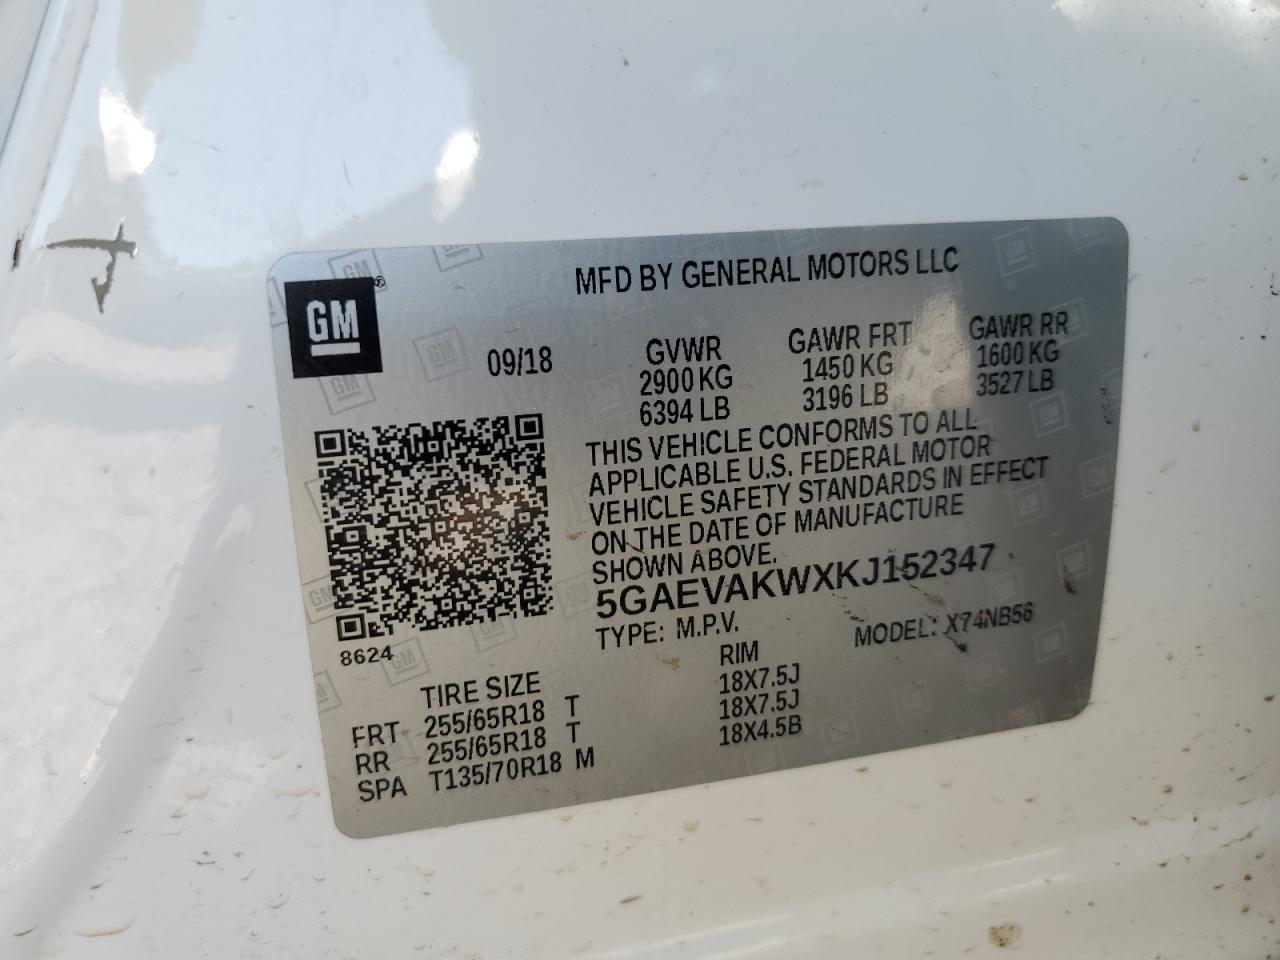 GM®
MFD BY GENERAL MOTORS LLC
09/18
GVWR GAWR FRT GAWR RR
2900 KG 1450 KG 1600 KG
6394 LB 3196 LB 3527 LB
THIS VEHICLE CONFORMS TO ALL
APPLICABLE U.S. FEDERAL MOTOR
VEHICLE SAFETY STANDARDS IN EFFECT
ON THE DATE OF MANUFACTURE
SHOWN ABOVE.
5GAEVAKWXKJ152347
TYPE: M.P.V. MODEL: X74NB56
8624
TIRE SIZE RIM
FRT 255/65R18 T 18X7.5J
RR 255/65R18 T 18X7.5J
SPA T135/70R18 M 18X4.5B